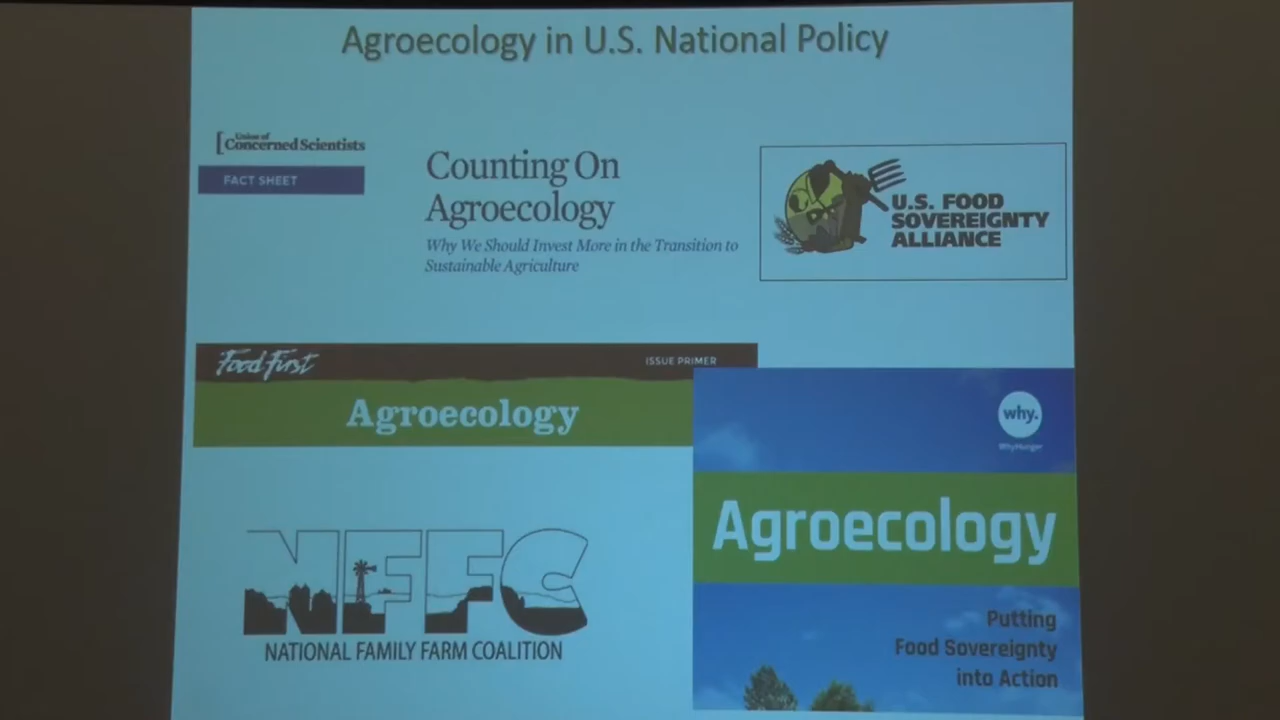 Agroecology in U.S. National Policy
Union of
Concerned Scientists
FACT SHEET
Counting On
Agroecology
Why We Should Invest More in the Transition to
Sustainable Agriculture
U.S. FOOD
SOVEREIGNTY
ALLIANCE
Food First
ISSUE PRIMER
Agroecology
why.
WhyHunger
Agroecology
Putting
Food Sovereignty
into Action
NFFC
NATIONAL FAMILY FARM COALITION